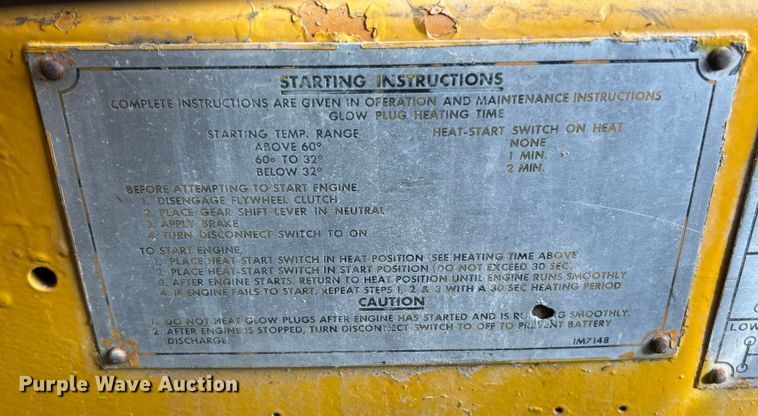 STARTING INSTRUCTIONS
COMPLETE INSTRUCTIONS ARE GIVEN IN OPERATION AND MAINTENANCE INSTRUCTIONS
GLOW PLUG HEATING TIME
STARTING TEMP. RANGE HEAT-START SWITCH ON HEAT
ABOVE 60° NONE
60° TO 32° 1 MIN.
BELOW 32° 2 MIN.
BEFORE ATTEMPTING TO START ENGINE,
1. DISENGAGE FLYWHEEL CLUTCH
2. PLACE GEAR SHIFT LEVER IN NEUTRAL
3. APPLY BRAKE
4. TURN DISCONNECT SWITCH TO ON
TO START ENGINE,
1. PLACE HEAT-START SWITCH IN HEAT POSITION (SEE HEATING TIME ABOVE)
2. PLACE HEAT-START SWITCH IN START POSITION (DO NOT EXCEED 30 SEC)
3. AFTER ENGINE STARTS, RETURN TO HEAT POSITION UNTIL ENGINE RUNS SMOOTHLY
4. IF ENGINE FAILS TO START, REPEAT STEPS 1, 2 & 3 WITH A 30 SEC HEATING PERIOD
CAUTION
1. DO NOT HEAT GLOW PLUGS AFTER ENGINE HAS STARTED AND IS RUNNING SMOOTHLY.
2. AFTER ENGINE IS STOPPED, TURN DISCONNECT SWITCH TO OFF TO PREVENT BATTERY
DISCHARGE.
1M7148
LOW
Purple Wave Auction